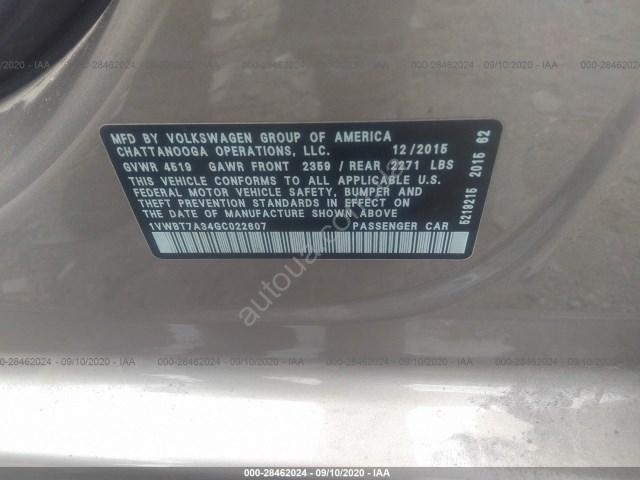 MFD BY VOLKSWAGEN GROUP OF AMERICA
CHATTANOOGA OPERATIONS, LLC. 12/2015
GVWR 4519 GAWR FRONT 2359 / REAR 2271 LBS
THIS VEHICLE CONFORMS TO ALL APPLICABLE U.S.
FEDERAL MOTOR VEHICLE SAFETY, BUMPER AND
THEFT PREVENTION STANDARDS IN EFFECT ON
THE DATE OF MANUFACTURE SHOWN ABOVE
1VWBT7A34GC022607 PASSENGER CAR
5219215 2015 62
autoua.com
000-28462024 - 09/10/2020 - IAA
000-28462024 - 09/10/2020 - IAA
000-28462024 - 09/10/2020 - IAA